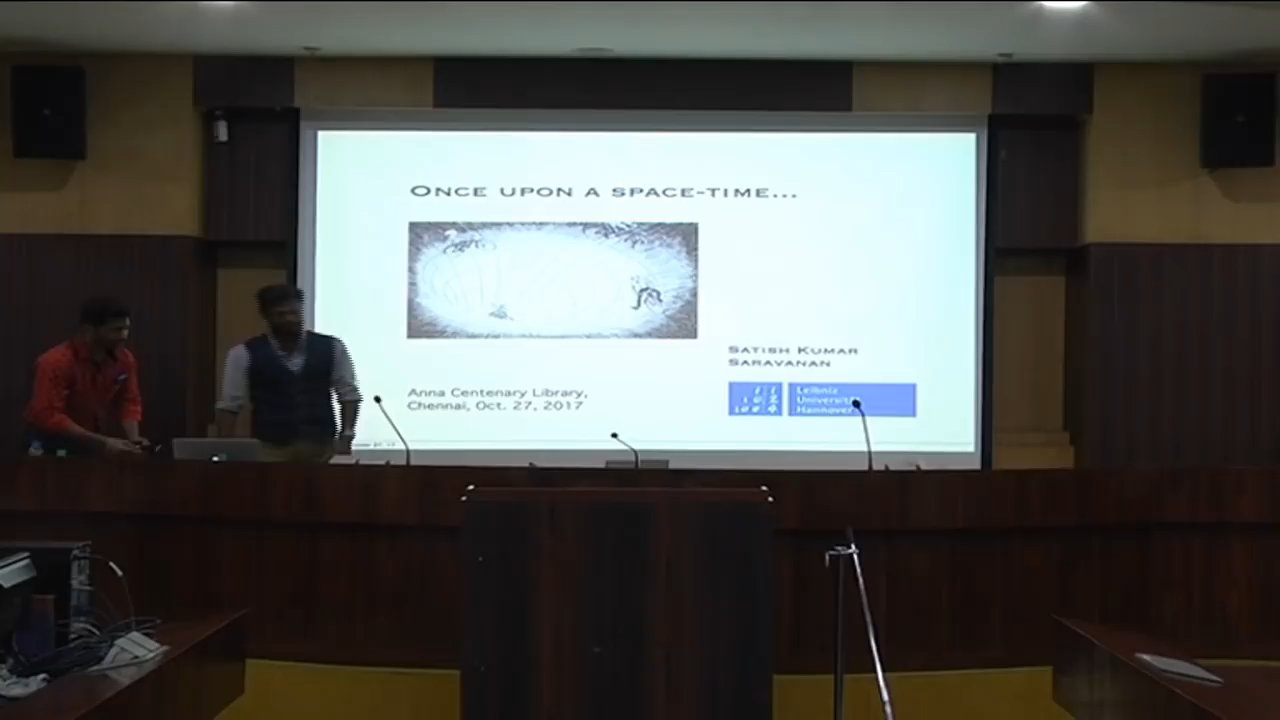 ONCE UPON A SPACE-TIME...
SATISH KUMAR
SARAVANAN
Anna Centenary Library,
Chennai, Oct. 27, 2017
Leibniz
Universität
Hannover